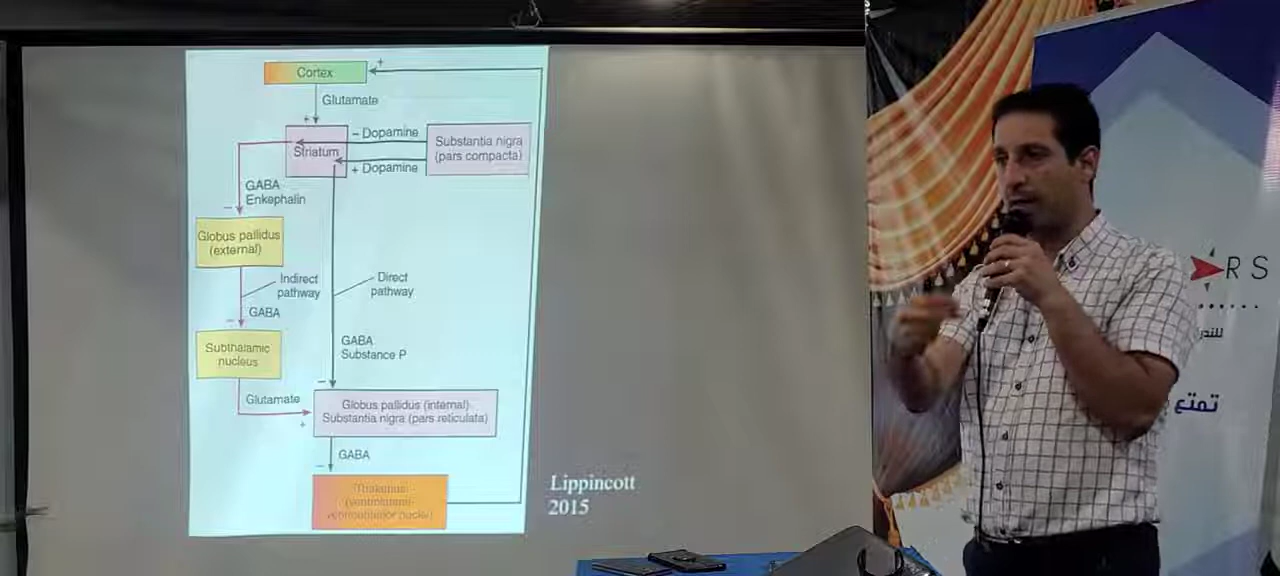 Cortex
+
Glutamate
+
− Dopamine
Striatum
+ Dopamine
Substantia nigra
(pars compacta)
GABA
Enkephalin
−
Globus pallidus
(external)
Indirect
pathway
Direct
pathway
GABA
−
Subthalamic
nucleus
GABA
Substance P
−
Glutamate
+
Globus pallidus (internal)
Substantia nigra (pars reticulata)
GABA
−
Thalamus
(ventrolateral
Lippincott
2015
R S
تمتع